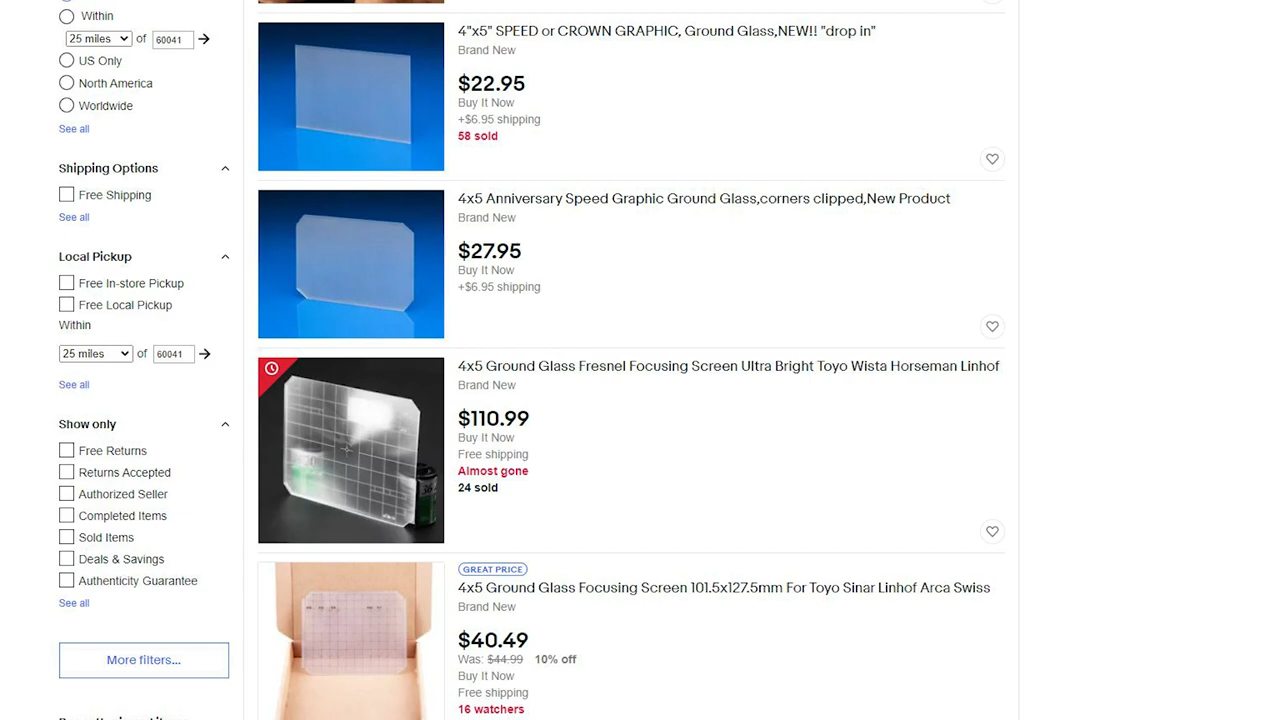 Within
25 miles of 60041
US Only
North America
Worldwide
See all
Shipping Options
Free Shipping
See all
Local Pickup
Free In-store Pickup
Free Local Pickup
Within
25 miles of 60041
See all
Show only
Free Returns
Returns Accepted
Authorized Seller
Completed Items
Sold Items
Deals & Savings
Authenticity Guarantee
See all
More filters...
4"x5" SPEED or CROWN GRAPHIC, Ground Glass,NEW!! "drop in"
Brand New
$22.95
Buy It Now
+$6.95 shipping
58 sold
4x5 Anniversary Speed Graphic Ground Glass,corners clipped,New Product
Brand New
$27.95
Buy It Now
+$6.95 shipping
4x5 Ground Glass Fresnel Focusing Screen Ultra Bright Toyo Wista Horseman Linhof
Brand New
$110.99
Buy It Now
Free shipping
Almost gone
24 sold
GREAT PRICE
4x5 Ground Glass Focusing Screen 101.5x127.5mm For Toyo Sinar Linhof Arca Swiss
Brand New
$40.49
Was: $44.99 10% off
Buy It Now
Free shipping
16 watchers